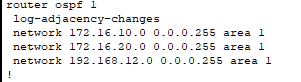 router ospf 1
log-adjacency-changes
network 172.16.10.0 0.0.0.255 area 1
network 172.16.20.0 0.0.0.255 area 1
network 192.168.12.0 0.0.0.255 area 1
!